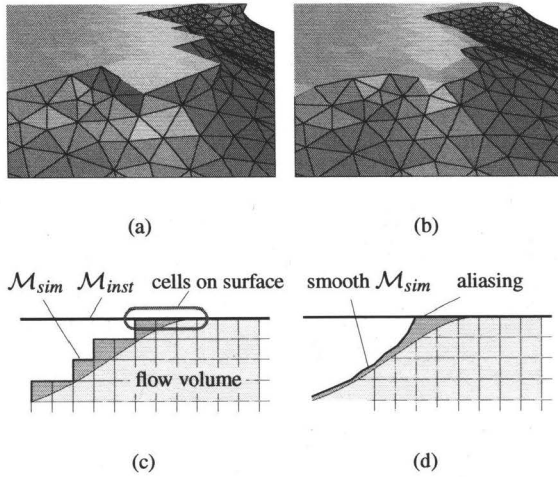 (a)
(b)
M_sim M_inst cells on surface
flow volume
(c)
smooth M_sim aliasing
(d)